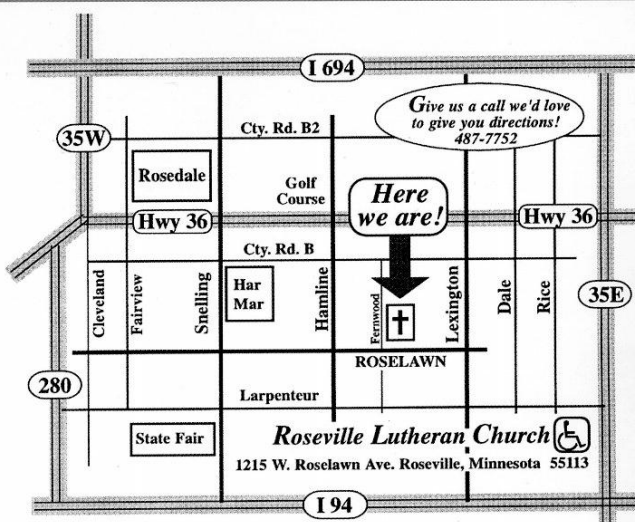 I 694
Give us a call we'd love
to give you directions!
487-7752
35W
Cty. Rd. B2
Rosedale
Golf
Course
Here
we are!
Hwy 36
Hwy 36
Cty. Rd. B
Cleveland
Fairview
Snelling
Har
Mar
Hamline
Fernwood
Lexington
Dale
Rice
35E
ROSELAWN
280
Larpenteur
State Fair
Roseville Lutheran Church
1215 W. Roselawn Ave. Roseville, Minnesota 55113
I 94